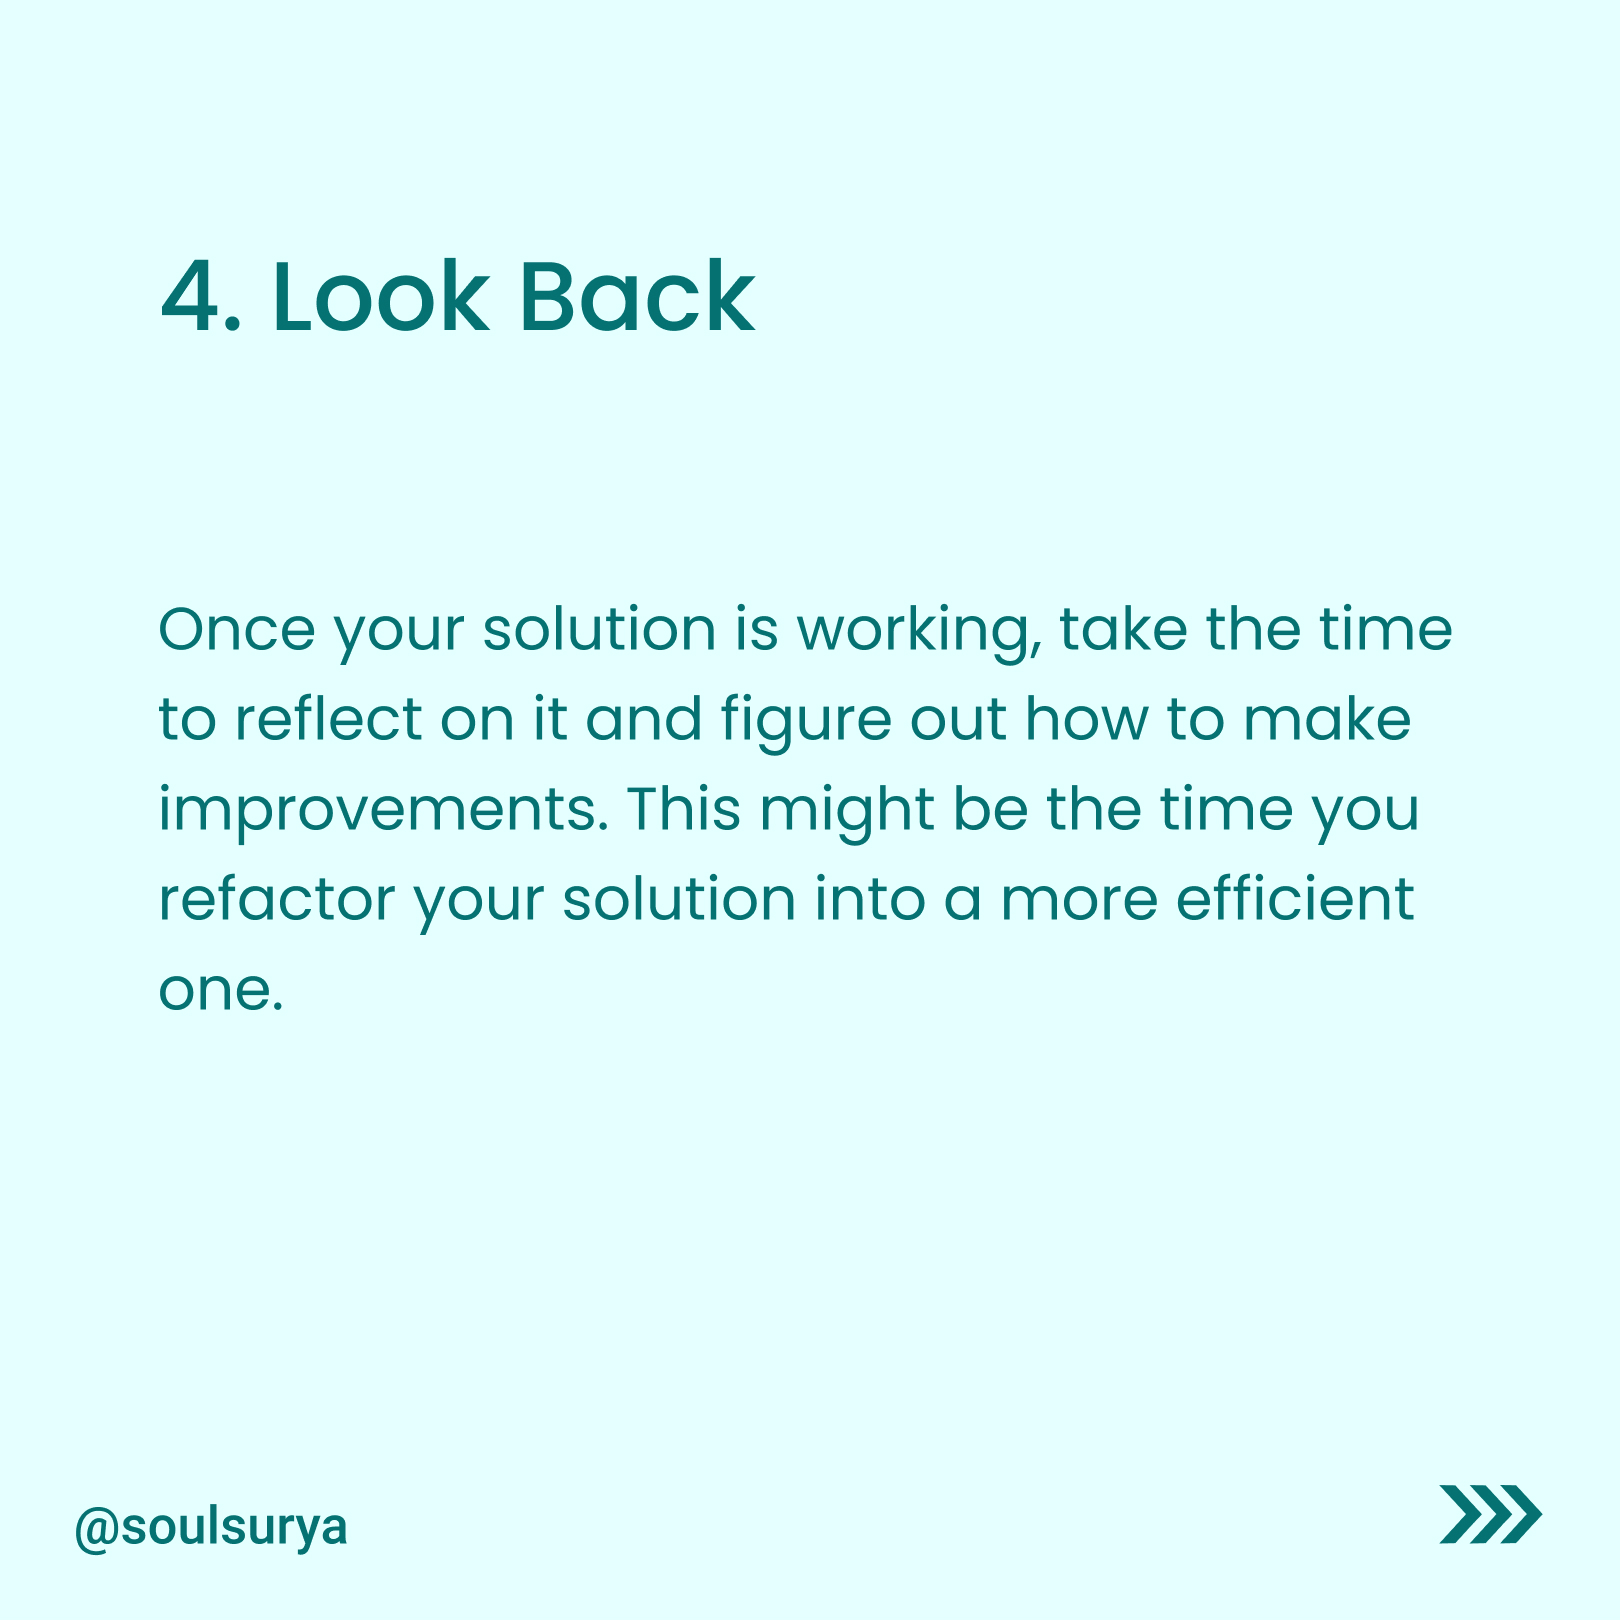 4. Look Back
Once your solution is working, take the time
to reflect on it and figure out how to make
improvements. This might be the time you
refactor your solution into a more efficient
one.
@soulsurya